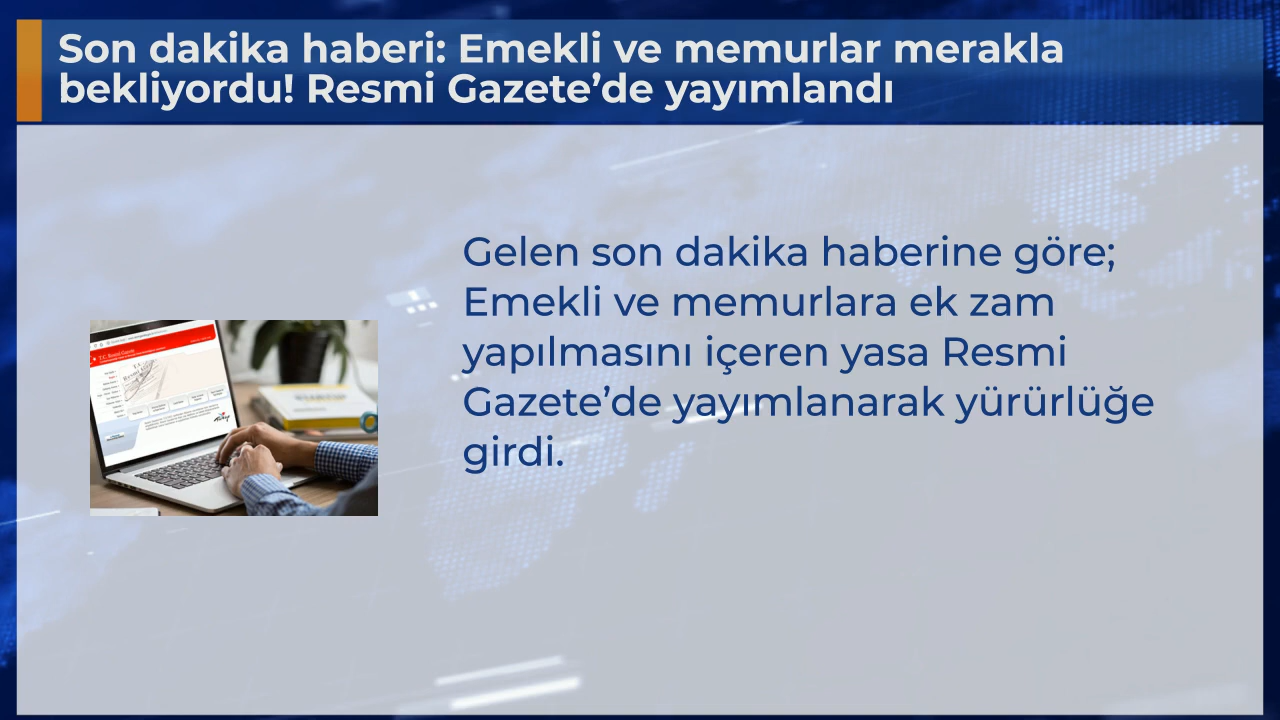 Son dakika haberi: Emekli ve memurlar merakla
bekliyordu! Resmi Gazete’de yayımlandı
Gelen son dakika haberine göre;
Emekli ve memurlara ek zam
yapılmasını içeren yasa Resmi
Gazete’de yayımlanarak yürürlüğe
girdi.
T.C. Resmî Gazete